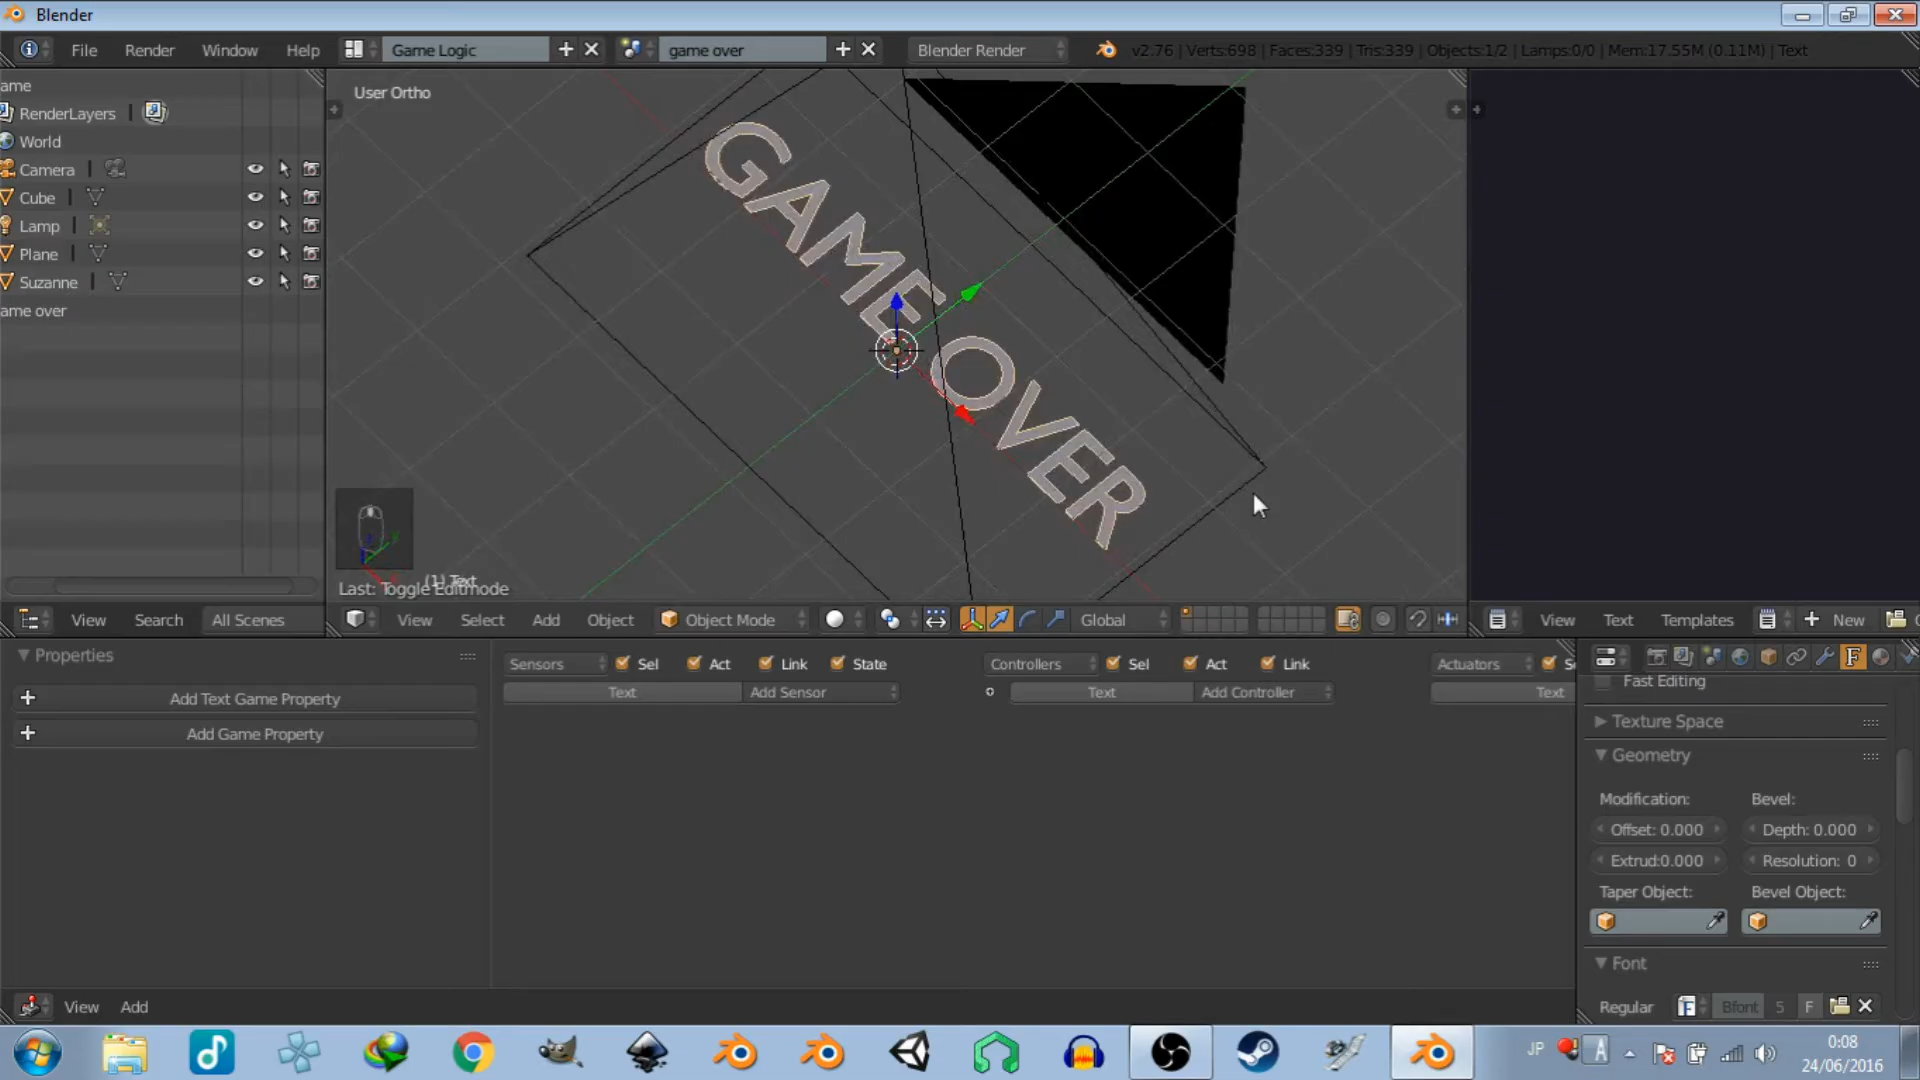 Blender
File Render Window Help Game Logic game over Blender Render v2.76 | Verts:698 | Faces:339 | Tris:339 | Objects:1/2 | Lamps:0/0 | Mem:17.55M (0.11M) | Text
ame
RenderLayers
World
Camera
Cube
Lamp
Plane
Suzanne
ame over
User Ortho
GAME OVER
(1) Text
Last: Toggle Editmode
View Search All Scenes
View Select Add Object Object Mode Global
View Text Templates New
Properties
Add Text Game Property
Add Game Property
Sensors Sel Act Link State
Text Add Sensor
Controllers Sel Act Link
Text Add Controller
Actuators Se
Text
F
Fast Editing
Texture Space
Geometry
Modification: Bevel:
Offset: 0.000 Depth: 0.000
Extrud:0.000 Resolution: 0
Taper Object: Bevel Object:
Font
Regular F Bfont 5 F
View Add
JP A 0:08
24/06/2016